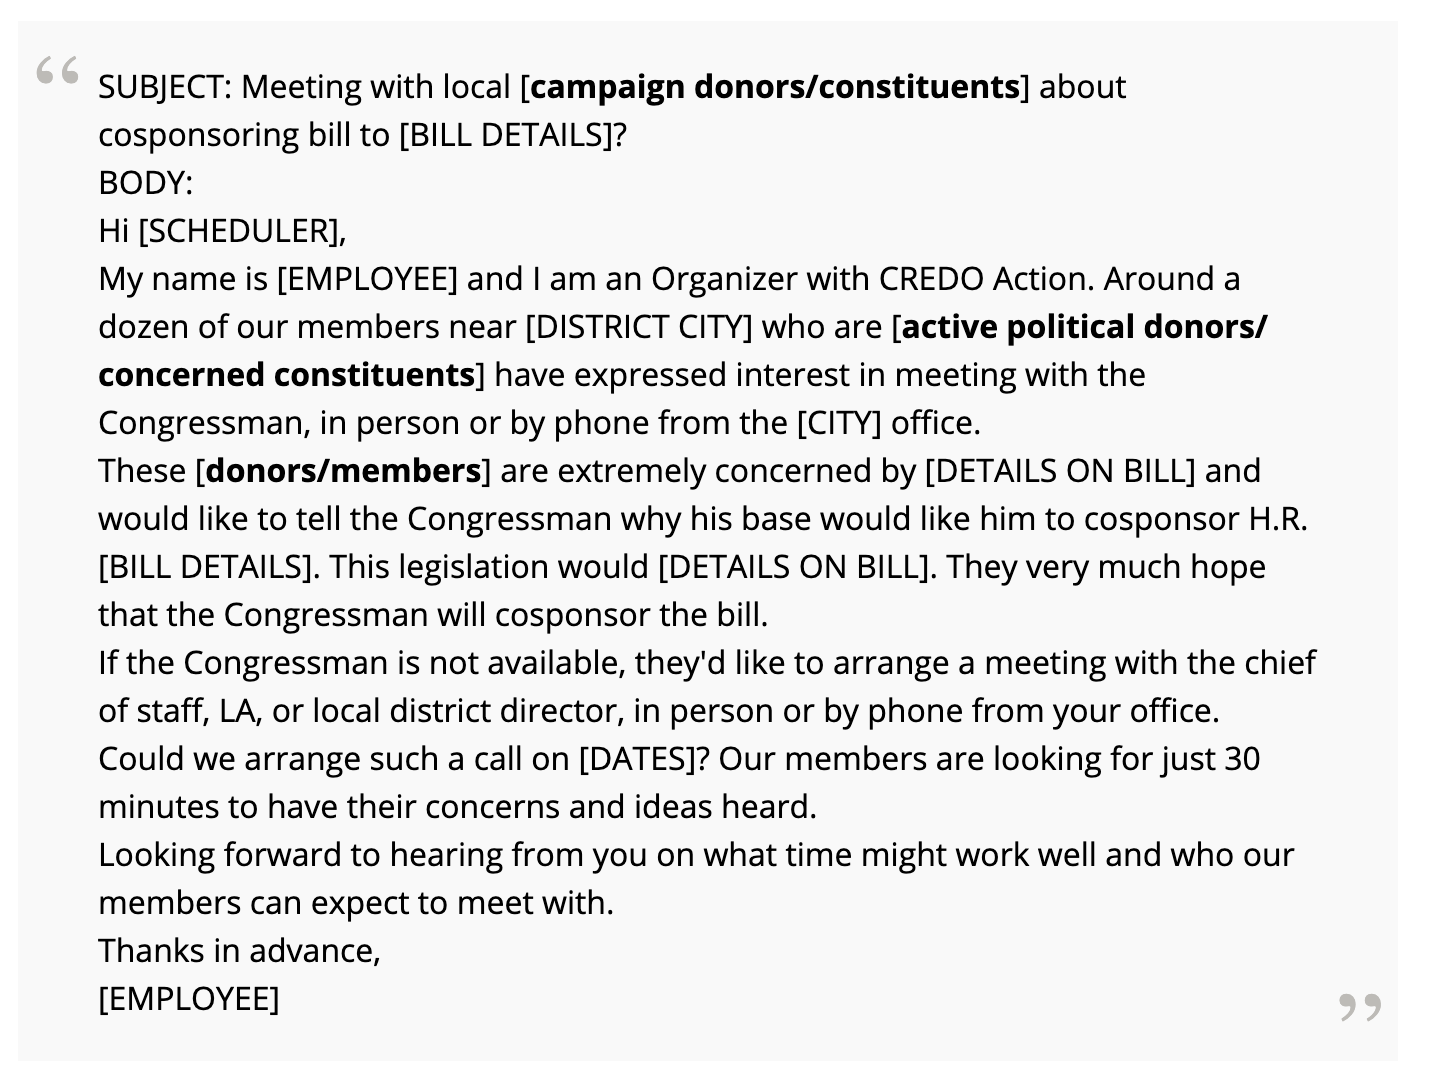 “ SUBJECT: Meeting with local [campaign donors/constituents] about
cosponsoring bill to [BILL DETAILS]?
BODY:
Hi [SCHEDULER],
My name is [EMPLOYEE] and I am an Organizer with CREDO Action. Around a
dozen of our members near [DISTRICT CITY] who are [active political donors/
concerned constituents] have expressed interest in meeting with the
Congressman, in person or by phone from the [CITY] office.
These [donors/members] are extremely concerned by [DETAILS ON BILL] and
would like to tell the Congressman why his base would like him to cosponsor H.R.
[BILL DETAILS]. This legislation would [DETAILS ON BILL]. They very much hope
that the Congressman will cosponsor the bill.
If the Congressman is not available, they'd like to arrange a meeting with the chief
of staff, LA, or local district director, in person or by phone from your office.
Could we arrange such a call on [DATES]? Our members are looking for just 30
minutes to have their concerns and ideas heard.
Looking forward to hearing from you on what time might work well and who our
members can expect to meet with.
Thanks in advance,
[EMPLOYEE] ”